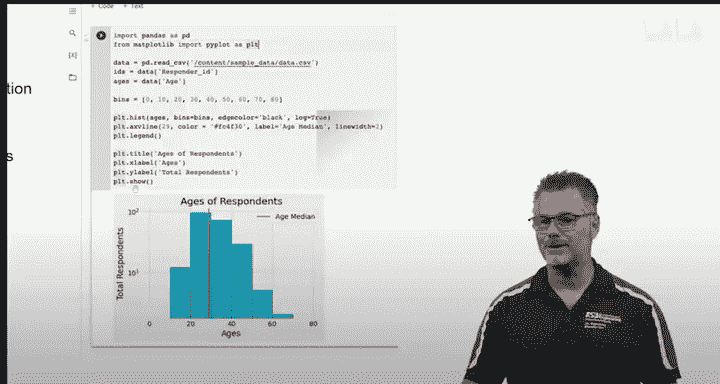 + Code + Text
tion
s
{x}
import pandas as pd
from matplotlib import pyplot as plt
data = pd.read_csv('/content/sample_data/data.csv')
ids = data['Responder_id']
ages = data['Age']
bins = [0, 10, 20, 30, 40, 50, 60, 70, 80]
plt.hist(ages, bins=bins, edgecolor='black', log=True)
plt.axvline(29, color = '#fc4f30', label='Age Median', linewidth=2)
plt.legend()
plt.title('Ages of Respondents')
plt.xlabel('Ages')
plt.ylabel('Total Respondents')
plt.show()
Ages of Respondents
Age Median
Total Respondents
10²
10¹
0 20 40 60 80
Ages